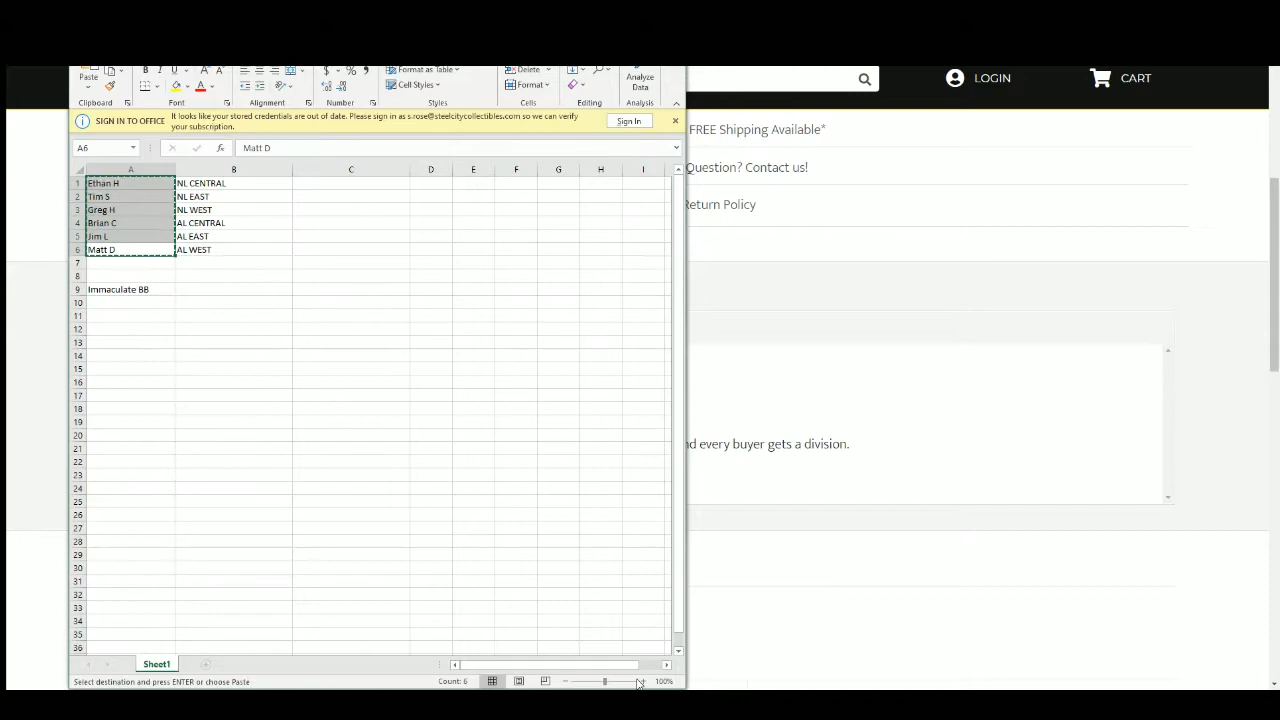 LOGIN
CART
Paste
B I U A A
$ % 9
Format as Table
Cell Styles
Delete
Format
Analyze
Data
Clipboard
Font
Alignment
Number
Styles
Cells
Editing
Analysis
SIGN IN TO OFFICE
It looks like your stored credentials are out of date. Please sign in as s.rose@steelcitycollectibles.com so we can verify
your subscription.
Sign In
FREE Shipping Available*
A6
fx
Matt D
Question? Contact us!
A B C D E F G H I
1 Ethan H NL CENTRAL
2 Tim S NL EAST
3 Greg H NL WEST
4 Brian C AL CENTRAL
5 Jim L AL EAST
6 Matt D AL WEST
7
8
9 Immaculate BB
10
11
12
13
14
15
16
17
18
19
20
21
22
23
24
25
26
27
28
29
30
31
32
33
34
35
36
Return Policy
nd every buyer gets a division.
Sheet1
Select destination and press ENTER or choose Paste
Count: 6
100%